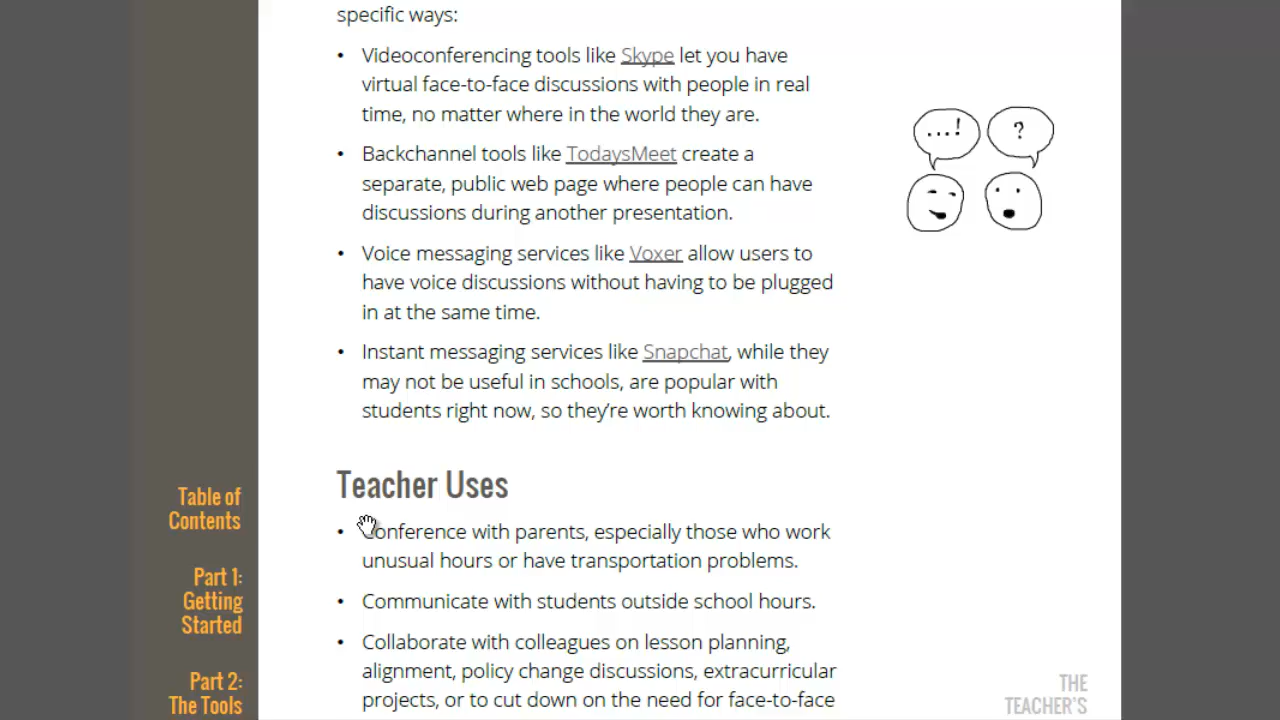 specific ways:
• Videoconferencing tools like Skype let you have
virtual face-to-face discussions with people in real
time, no matter where in the world they are.
...!
?
• Backchannel tools like TodaysMeet create a
separate, public web page where people can have
discussions during another presentation.
• Voice messaging services like Voxer allow users to
have voice discussions without having to be plugged
in at the same time.
• Instant messaging services like Snapchat, while they
may not be useful in schools, are popular with
students right now, so they’re worth knowing about.
Teacher Uses
• Conference with parents, especially those who work
unusual hours or have transportation problems.
• Communicate with students outside school hours.
• Collaborate with colleagues on lesson planning,
alignment, policy change discussions, extracurricular
projects, or to cut down on the need for face-to-face
Table of
Contents
Part 1:
Getting
Started
Part 2:
The Tools
THE
TEACHER'S